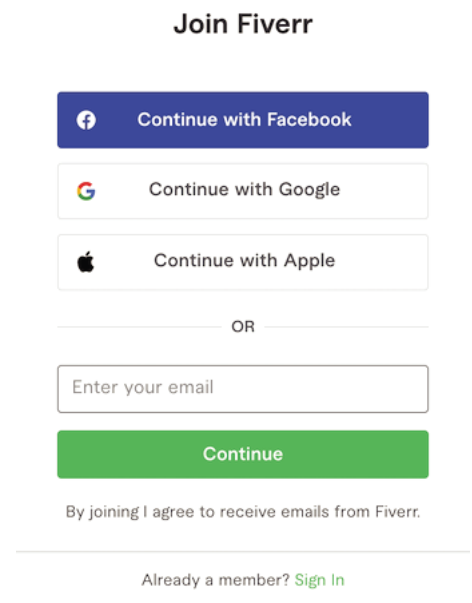 Join Fiverr
Continue with Facebook
Continue with Google
Continue with Apple
OR
Enter your email
Continue
By joining I agree to receive emails from Fiverr.
Already a member? Sign In